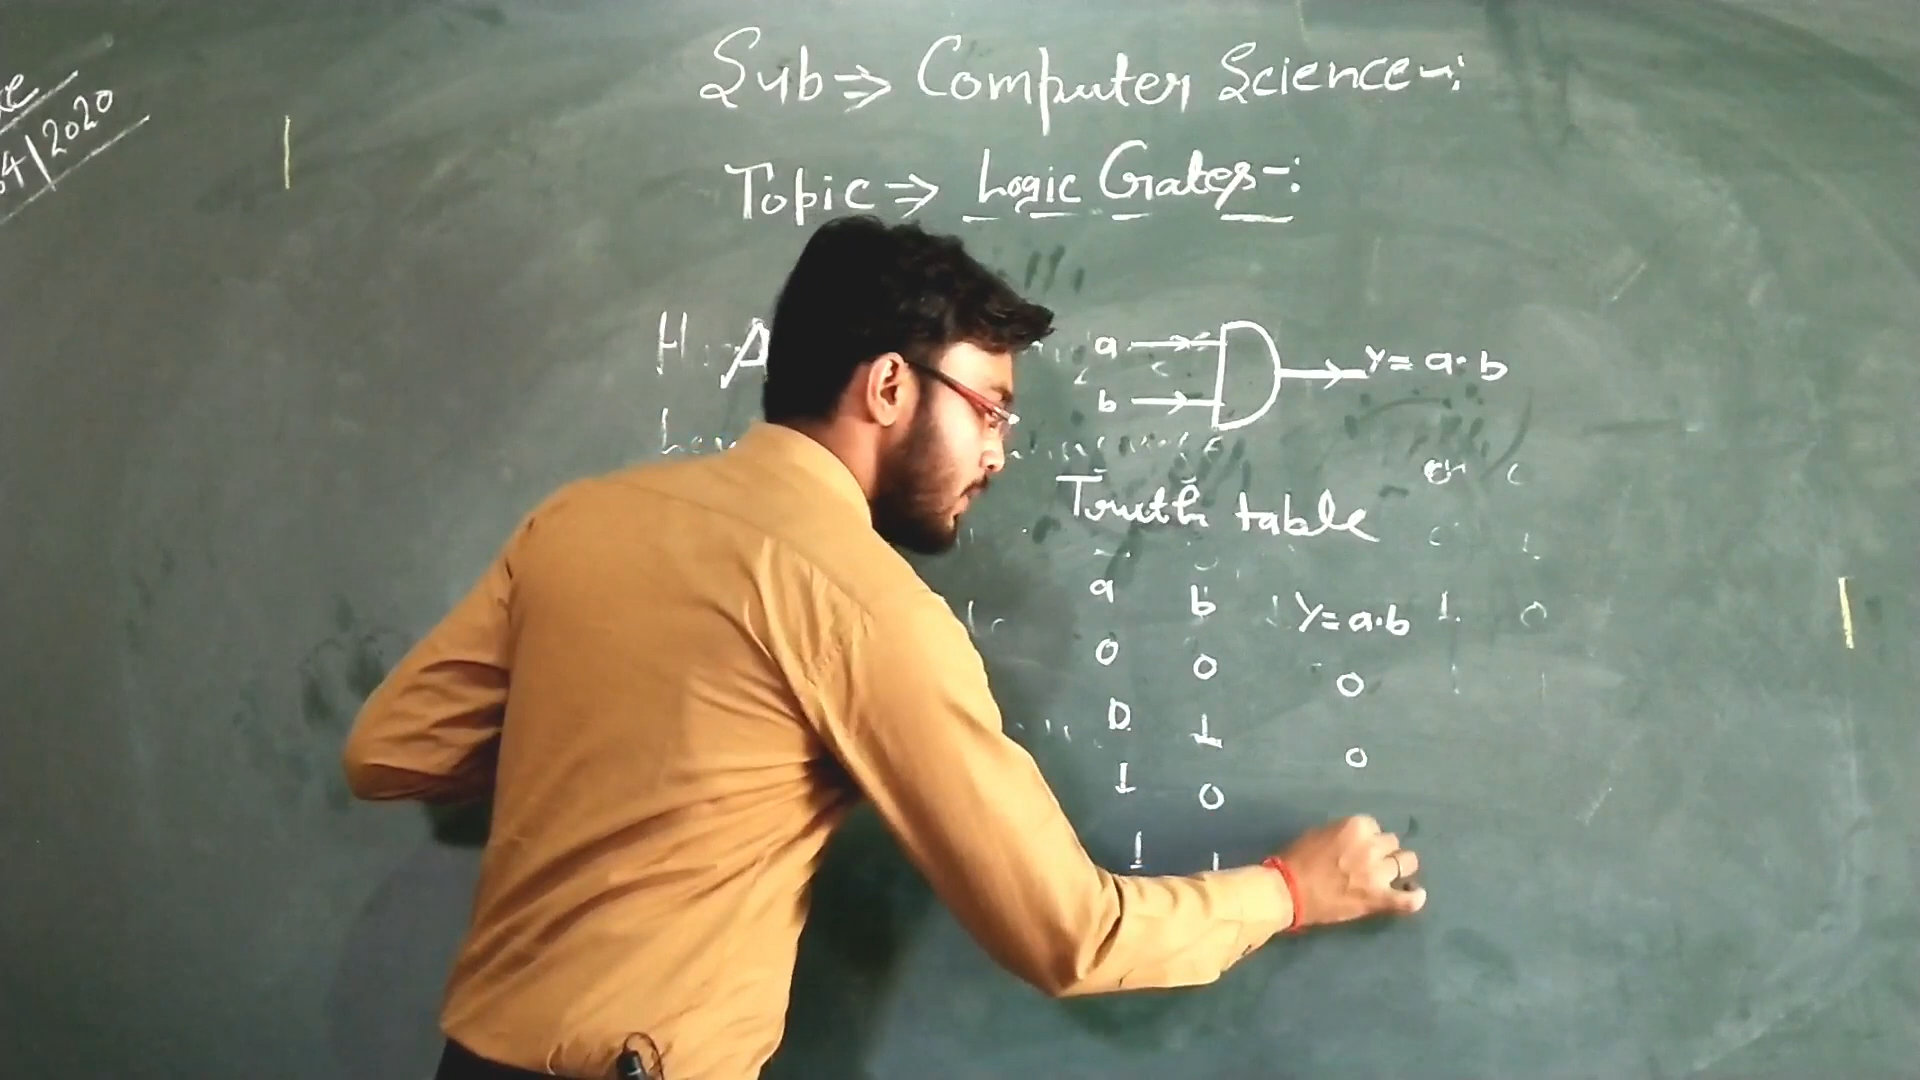 4/2020
Sub⇒ Computer Science-:
Topic ⇒ Logic Gates-:
a
Y= a.b
b
Truth table
a b Y= a.b
0 0 0
0 1 0
1 0
1 1